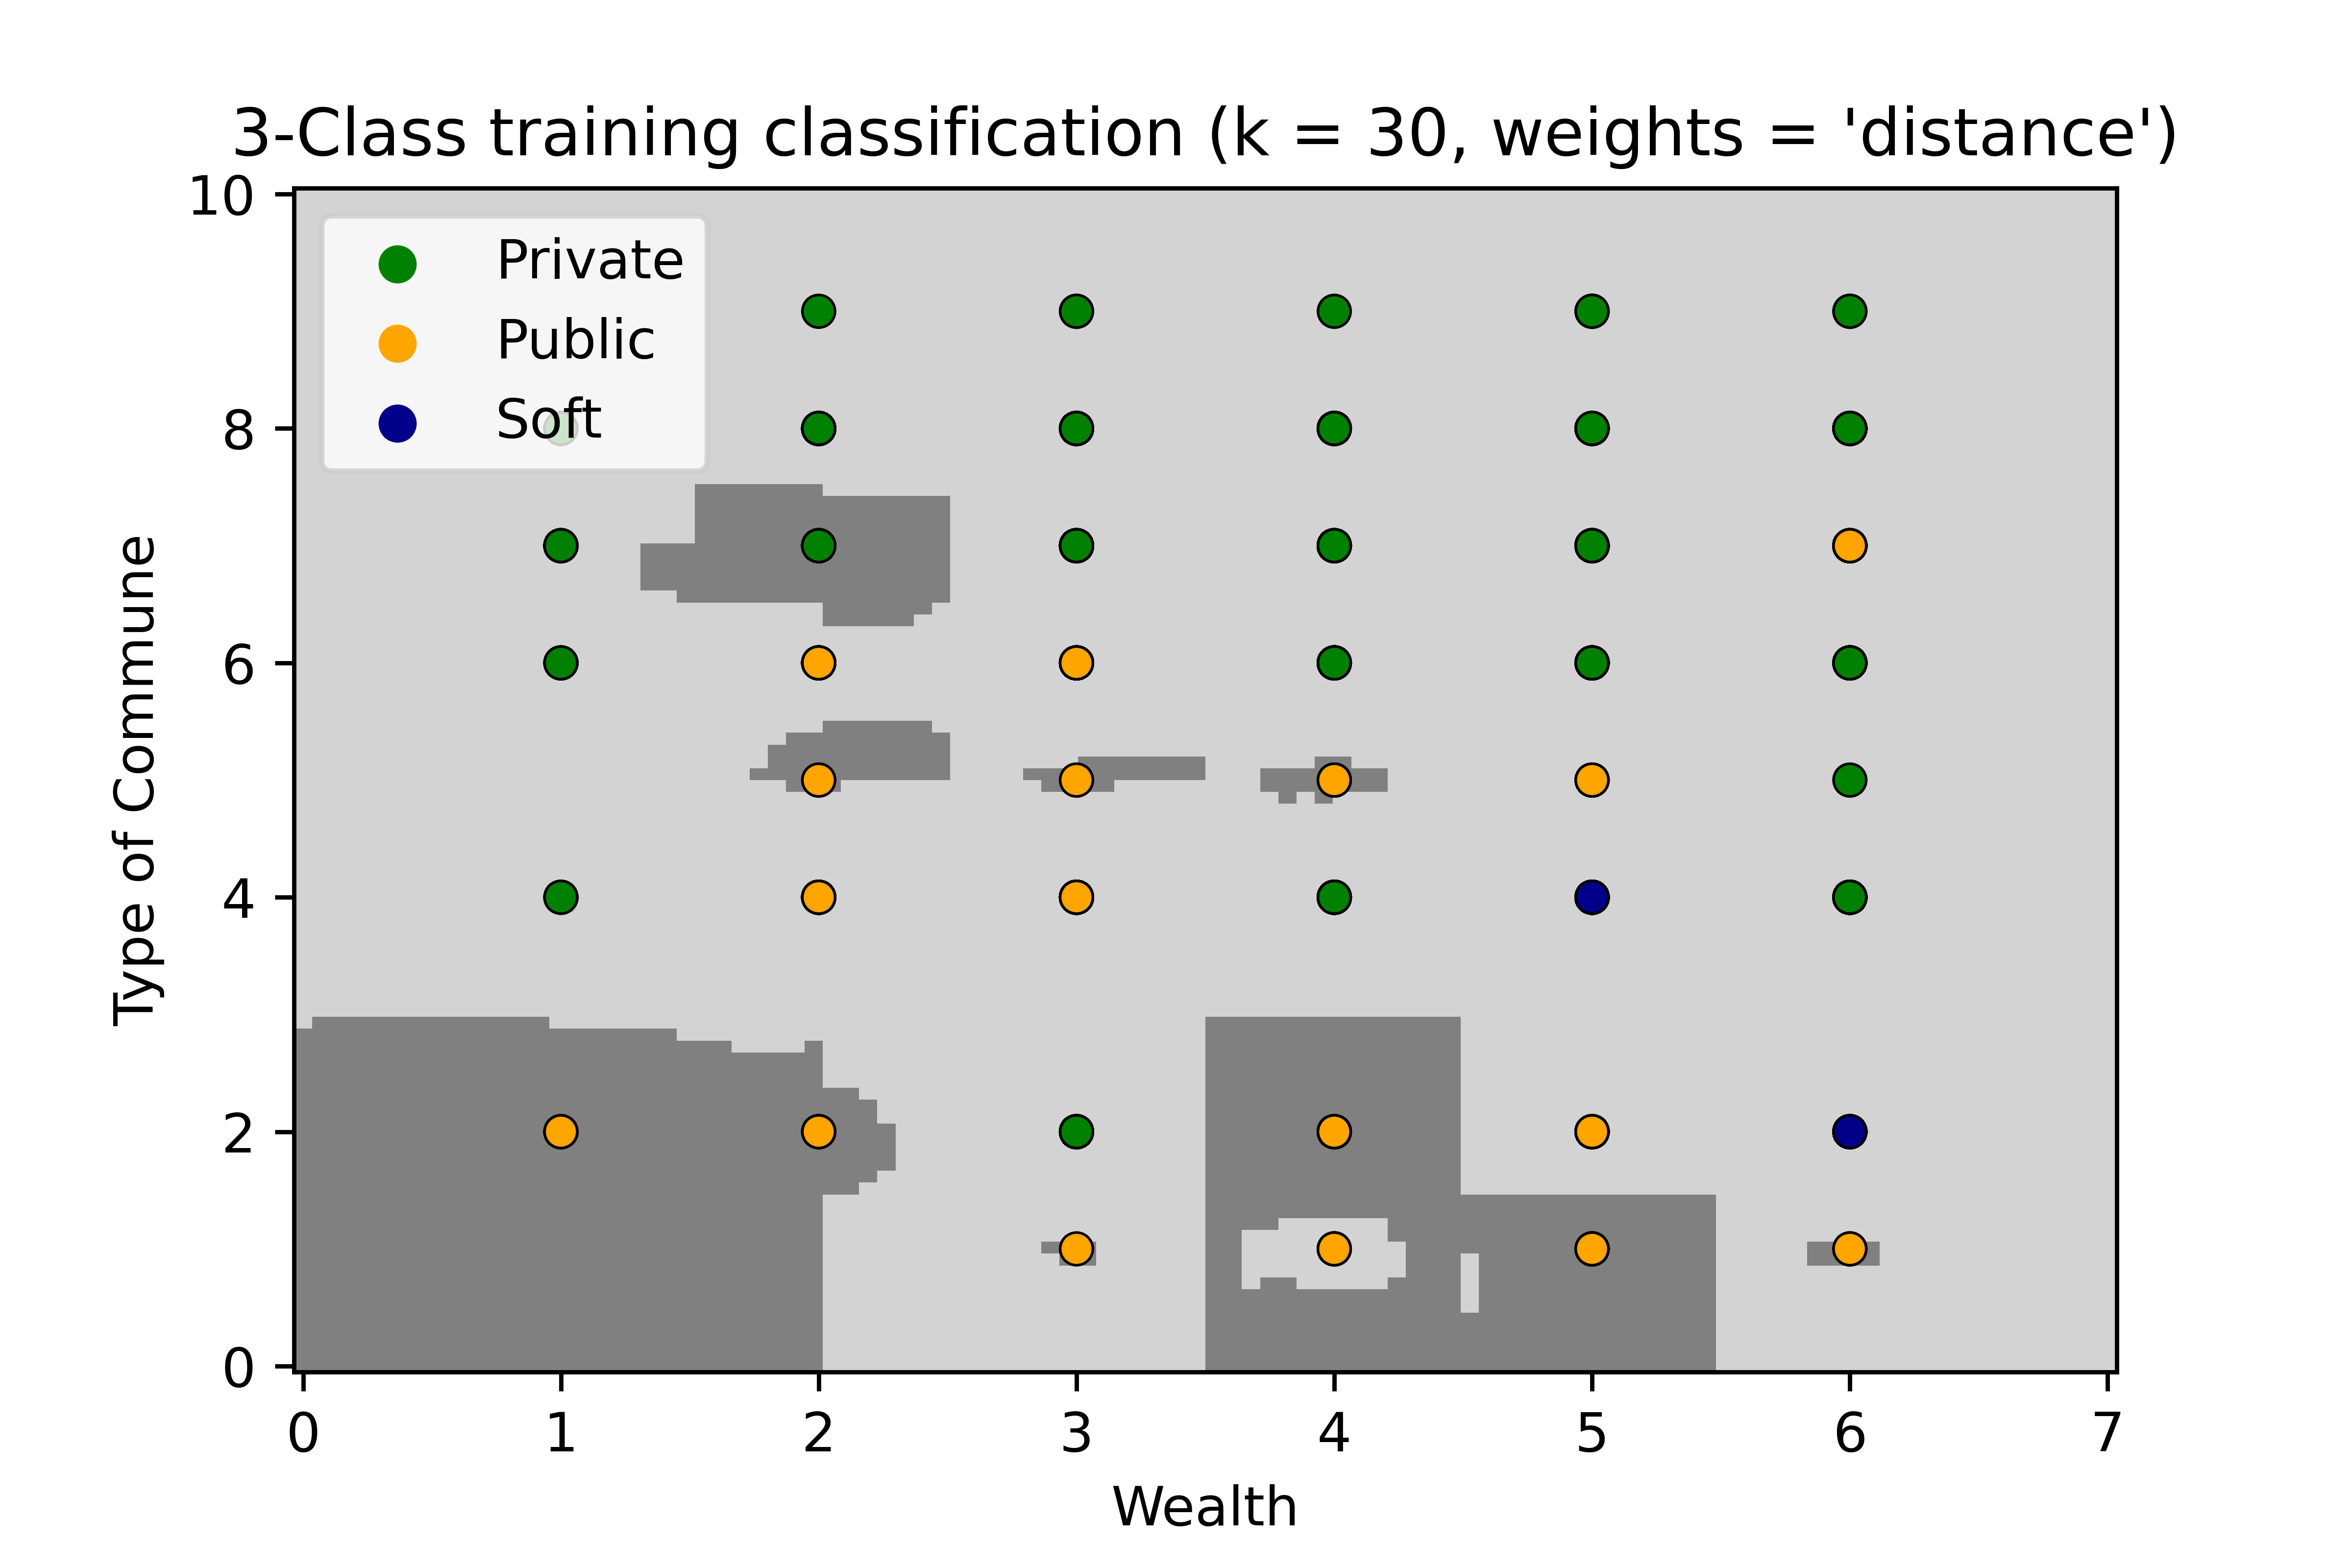 3-Class training classification (k = 30, weights = 'distance')
10
8
6
4
2
0
Type of Commune
Private
Public
Soft
0 1 2 3 4 5 6 7
Wealth